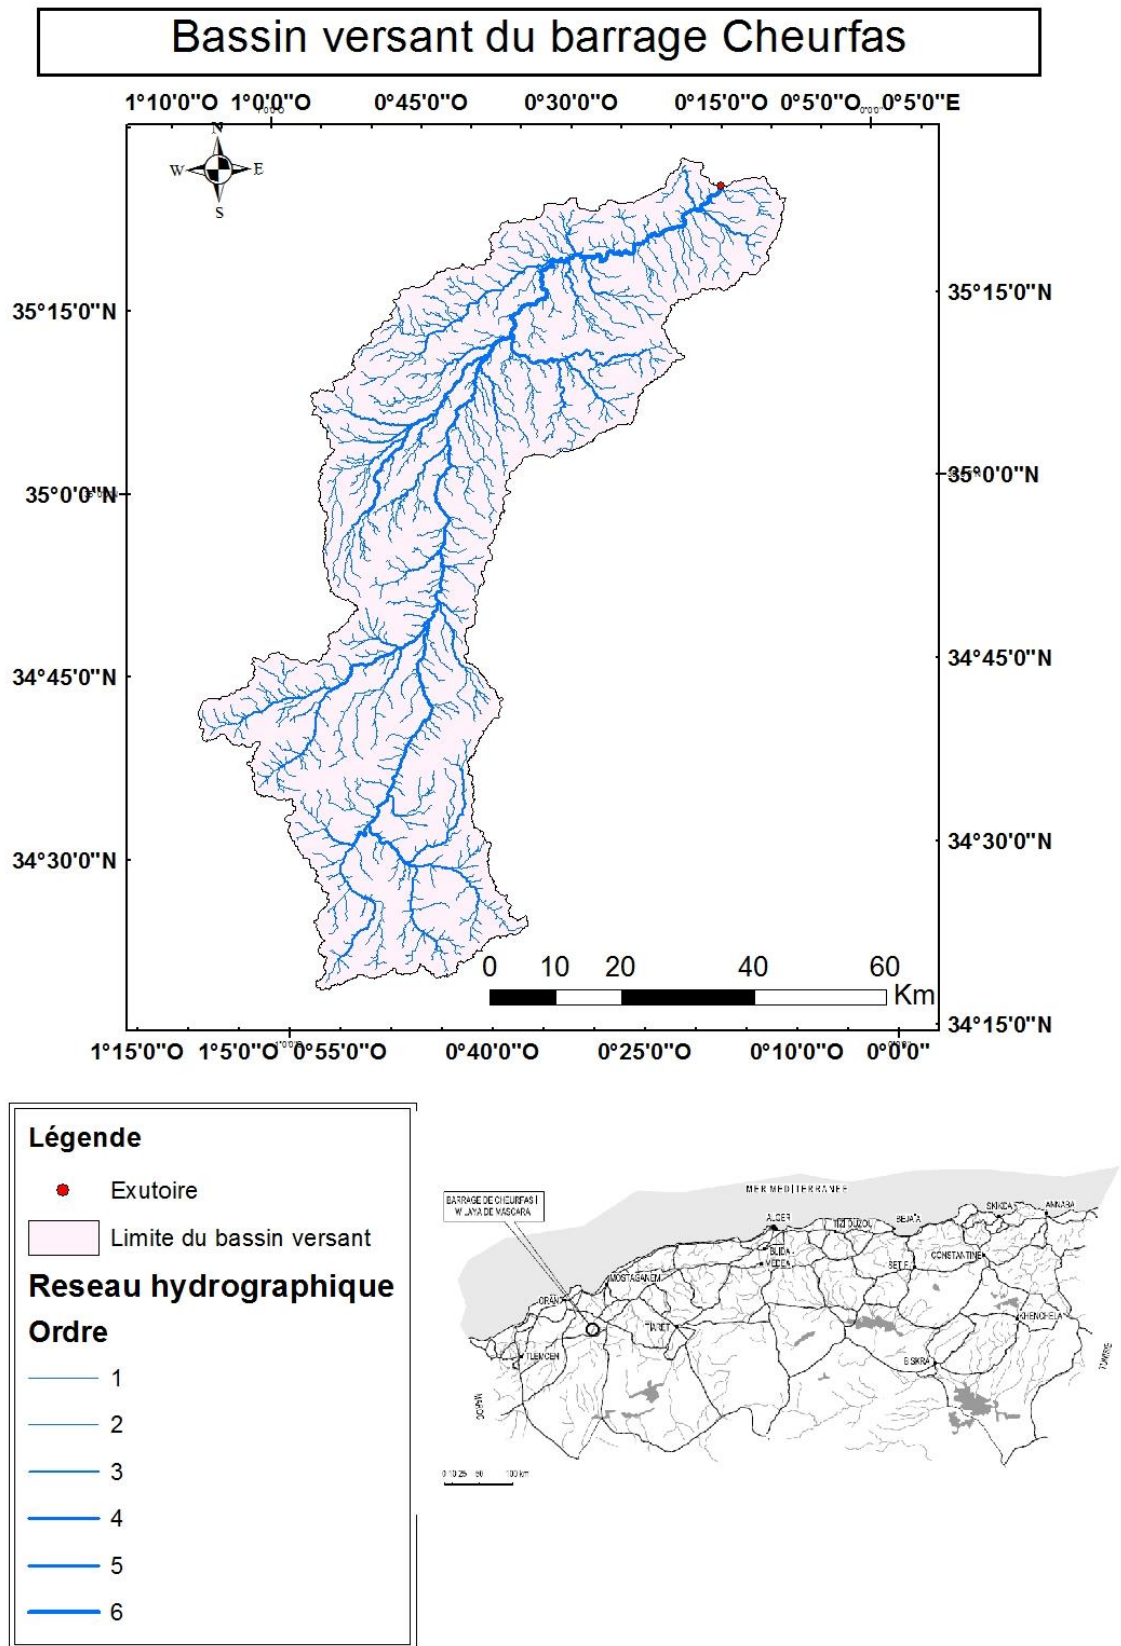 Bassin versant du barrage Cheurfas
1°10'0"O 1°0'0"O 0°45'0"O 0°30'0"O 0°15'0"O 0°5'0"O 0°5'0"E
N
W E
S
35°15'0"N 35°15'0"N
35°0'0"N 35°0'0"N
34°45'0"N 34°45'0"N
34°30'0"N 34°30'0"N
0 10 20 40 60
Km
34°15'0"N
1°15'0"O 1°5'0"O 0°55'0"O 0°40'0"O 0°25'0"O 0°10'0"O 0°0'0"
Légende
Exutoire
Limite du bassin versant
Reseau hydrographique
Ordre
1
2
3
4
5
6
MER MEDITERRANEE
BARRAGE DE CHEURFAS I
WILAYA DE MASCARA
ALGER
TIZI OUZOU
BEJAIA
SKIKDA
ANNABA
BLIDA
MEDEA
CONSTANTINE
SETIF
MOSTAGANEM
ORAN
TIARET
KHENCHELA
TLEMCEN
BISKRA
TUNISIE
MAROC
100 km